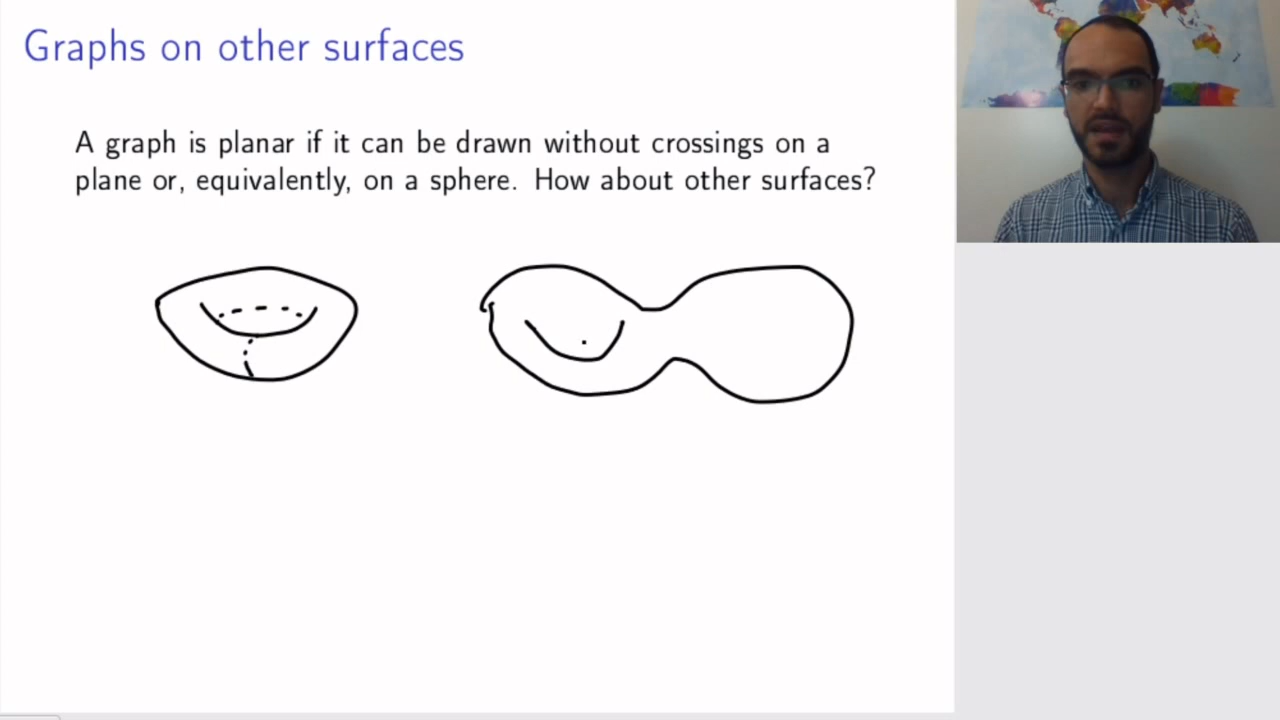 Graphs on other surfaces
A graph is planar if it can be drawn without crossings on a
plane or, equivalently, on a sphere. How about other surfaces?